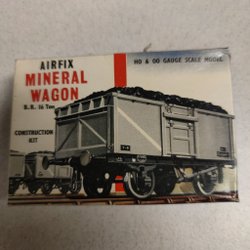 AIRFIX
HO & OO GAUGE SCALE MODEL
MINERAL
WAGON
B.R. 16 Ton
CONSTRUCTION
KIT